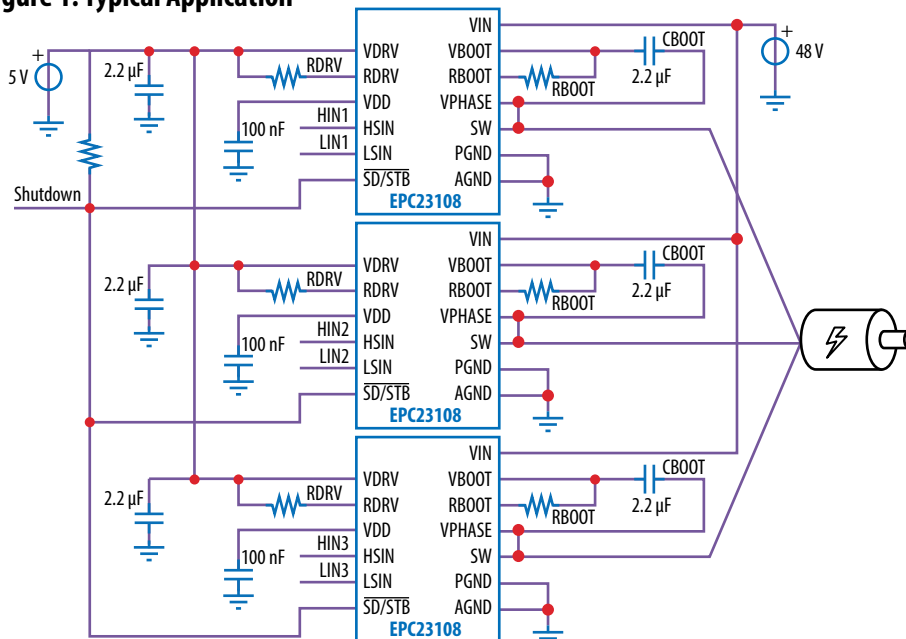 igure 1: Typical Application
5 V
+
2.2 µF
RDRV
100 nF
HIN1
LIN1
Shutdown
VDRV
RDRV
VDD
HSIN
LSIN
SD/STB
VIN
VBOOT
RBOOT
VPHASE
SW
PGND
AGND
EPC23108
CBOOT
2.2 µF
RBOOT
+
48 V
2.2 µF
RDRV
100 nF
HIN2
LIN2
VDRV
RDRV
VDD
HSIN
LSIN
SD/STB
VIN
VBOOT
RBOOT
VPHASE
SW
PGND
AGND
EPC23108
CBOOT
2.2 µF
RBOOT
2.2 µF
RDRV
100 nF
HIN3
LIN3
VDRV
RDRV
VDD
HSIN
LSIN
SD/STB
VIN
VBOOT
RBOOT
VPHASE
SW
PGND
AGND
EPC23108
CBOOT
2.2 µF
RBOOT